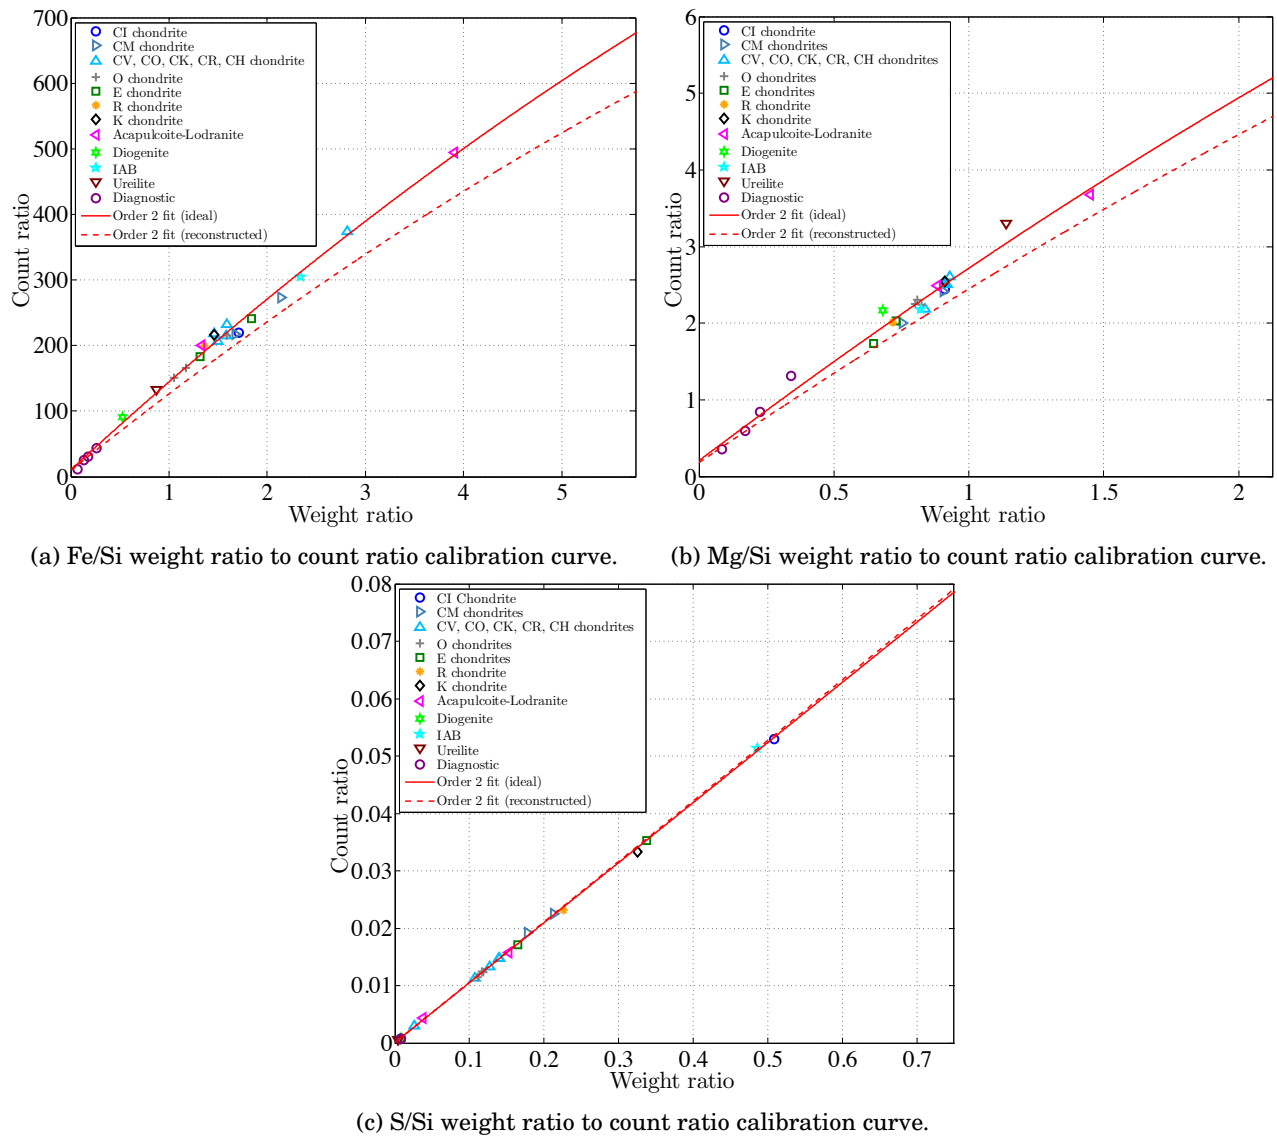 700
600
500
400
300
200
100
0
Count ratio
CI chondrite
CM chondrite
CV, CO, CK, CR, CH chondrite
O chondrite
E chondrite
R chondrite
K chondrite
Acapulcoite-Lodranite
Diogenite
IAB
Ureilite
Diagnostic
Order 2 fit (ideal)
Order 2 fit (reconstructed)
0 1 2 3 4 5
Weight ratio
(a) Fe/Si weight ratio to count ratio calibration curve.
6
5
4
3
2
1
0
Count ratio
CI chondrite
CM chondrites
CV, CO, CK, CR, CH chondrites
O chondrites
E chondrites
R chondrite
K chondrite
Acapulcoite-Lodranite
Diogenite
IAB
Ureilite
Diagnostic
Order 2 fit (ideal)
Order 2 fit (reconstructed)
0 0.5 1 1.5 2
Weight ratio
(b) Mg/Si weight ratio to count ratio calibration curve.
0.08
0.07
0.06
0.05
0.04
0.03
0.02
0.01
0
Count ratio
CI Chondrite
CM chondrites
CV, CO, CK, CR, CH chondrites
O chondrites
E chondrites
R chondrite
K chondrite
Acapulcoite-Lodranite
Diogenite
IAB
Ureilite
Diagnostic
Order 2 fit (ideal)
Order 2 fit (reconstructed)
0 0.1 0.2 0.3 0.4 0.5 0.6 0.7
Weight ratio
(c) S/Si weight ratio to count ratio calibration curve.